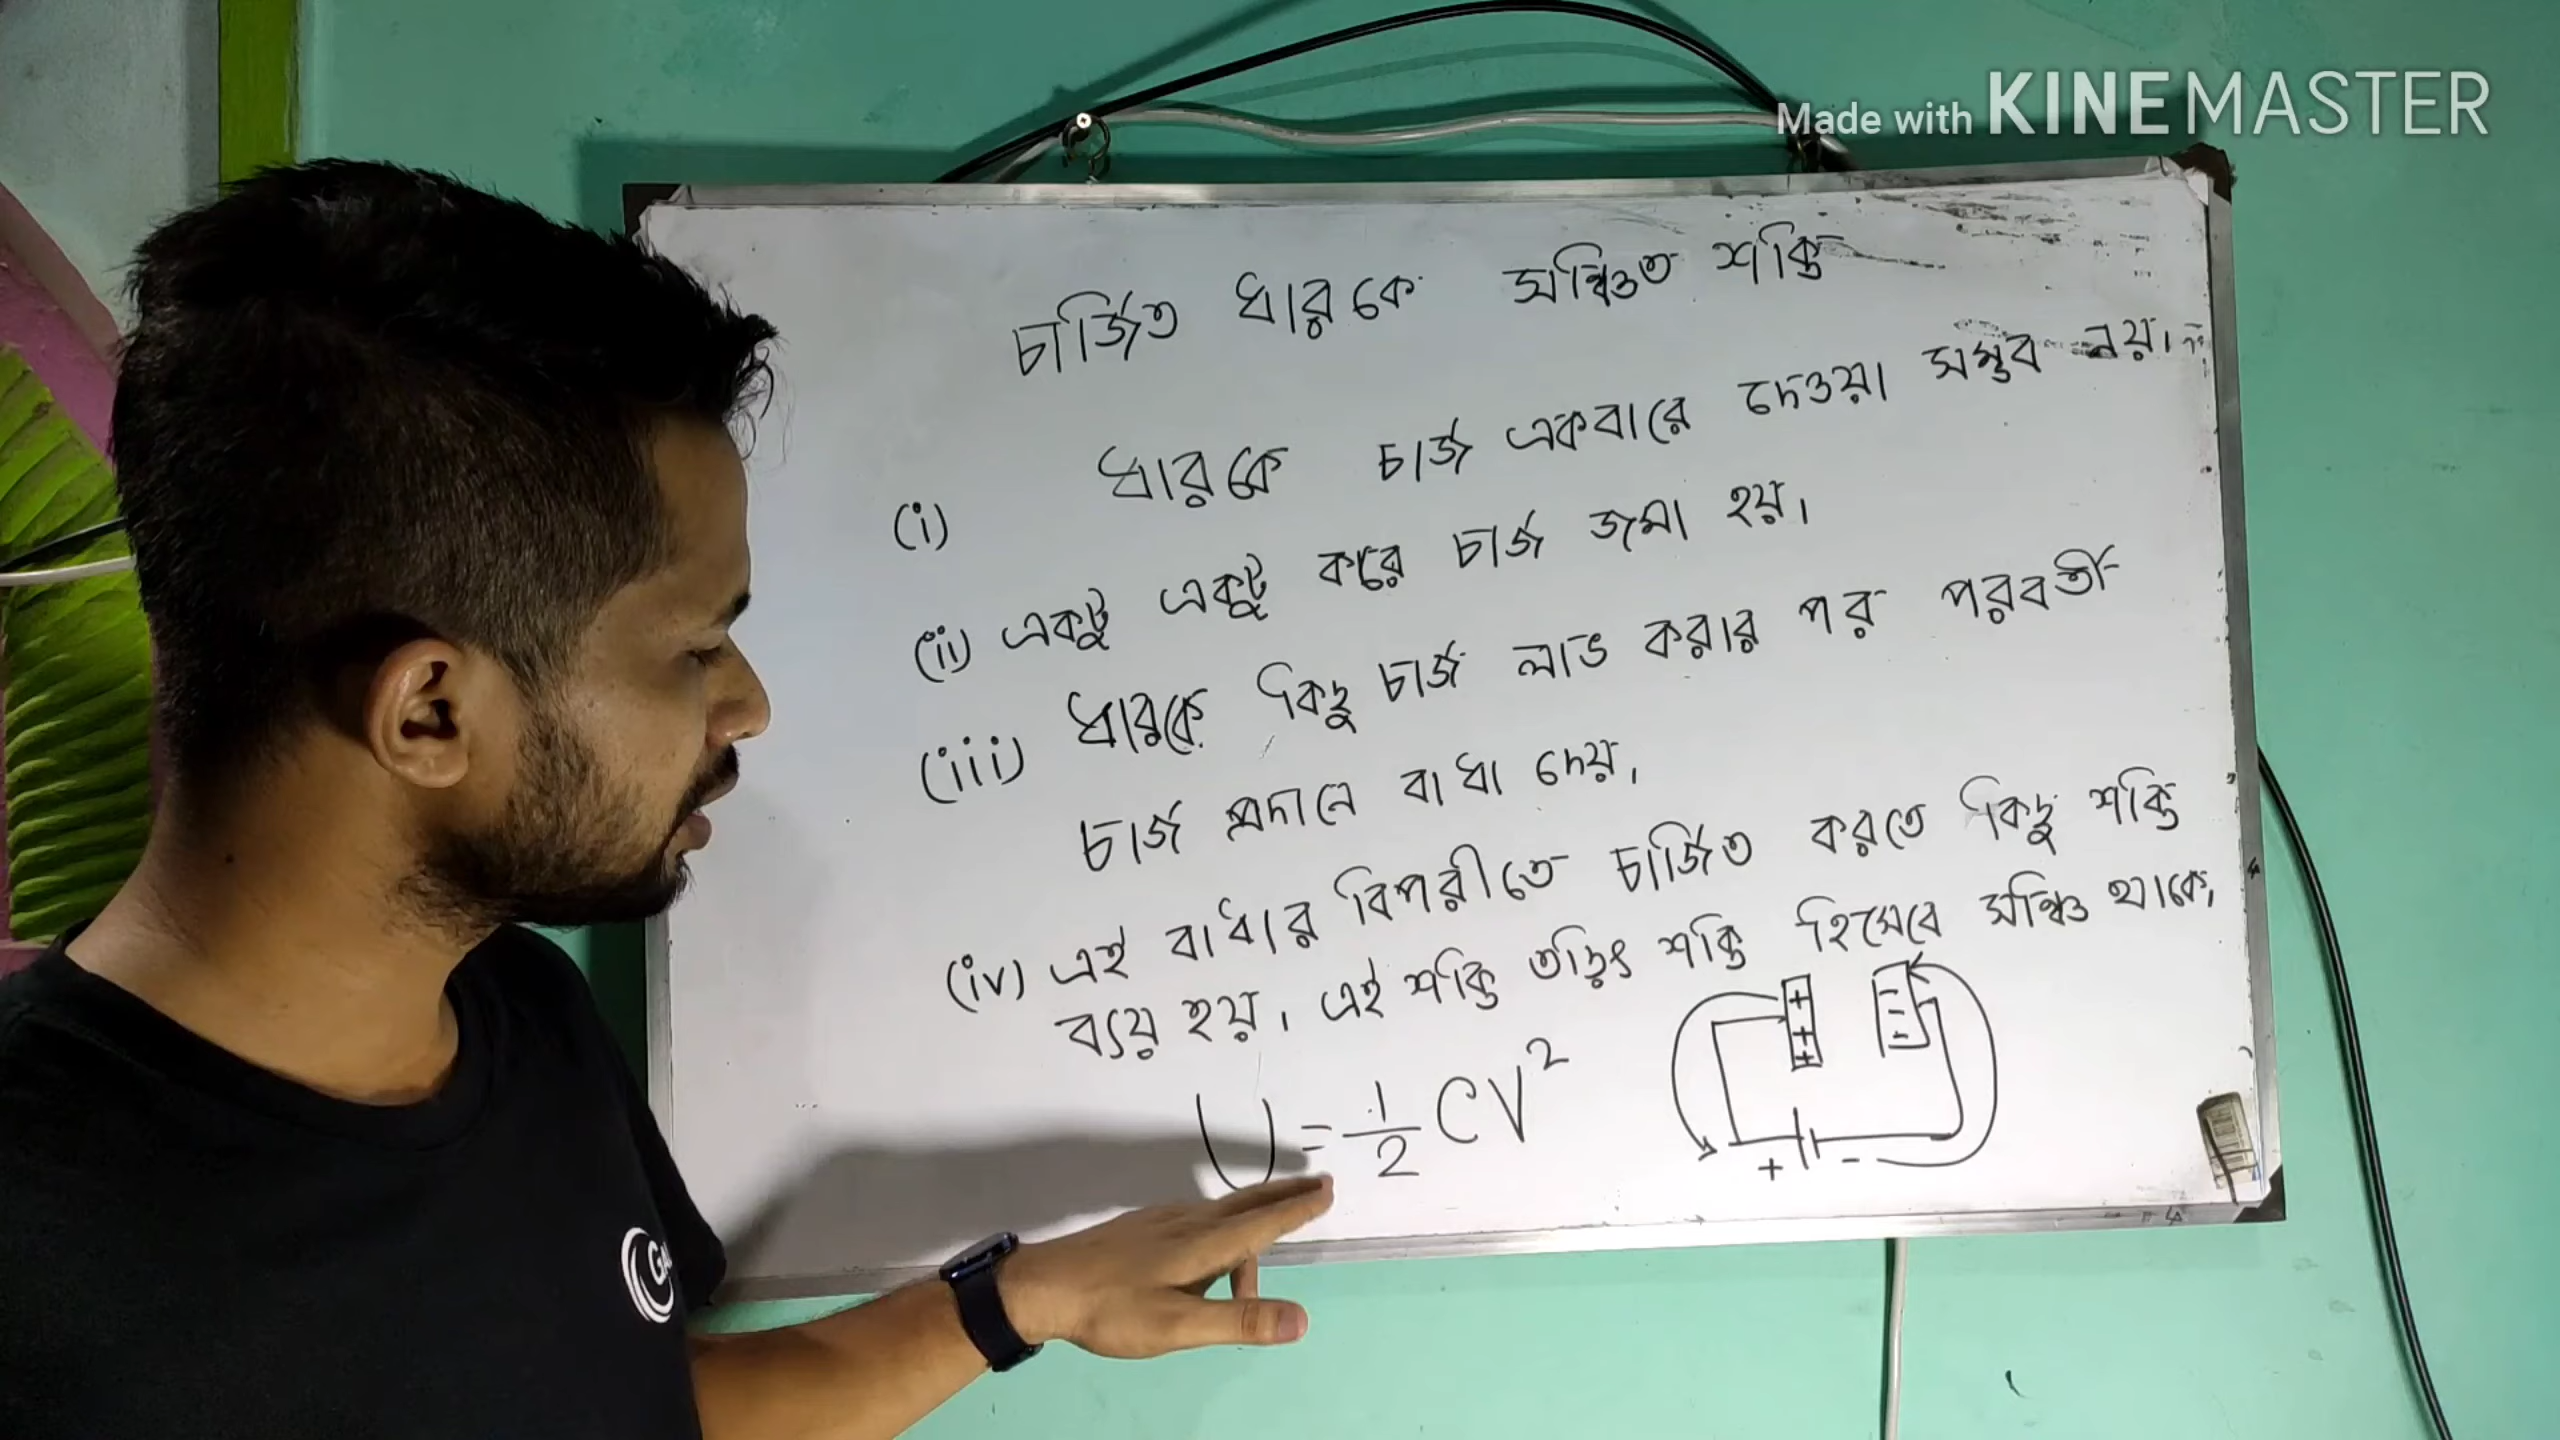 Made with KINEMASTER
চার্জিত ধারকে সঞ্চিত শক্তি
(i) ধারকে চার্জ একবারে দেওয়া সম্ভব নয়।
(ii) একটু একটু করে চার্জ জমা হয়।
(iii) ধারকে কিছু চার্জ লাভ করার পর পরবর্তী
চার্জ প্রদানে বাধা দেয়,
(iv) এই বাধার বিপরীতে চার্জিত করতে কিছু শক্তি
ব্যয় হয়। এই শক্তি তড়িৎ শক্তি হিসেবে সঞ্চিত থাকে,
U = 1/2 CV²
+ + +
- - -
+ -